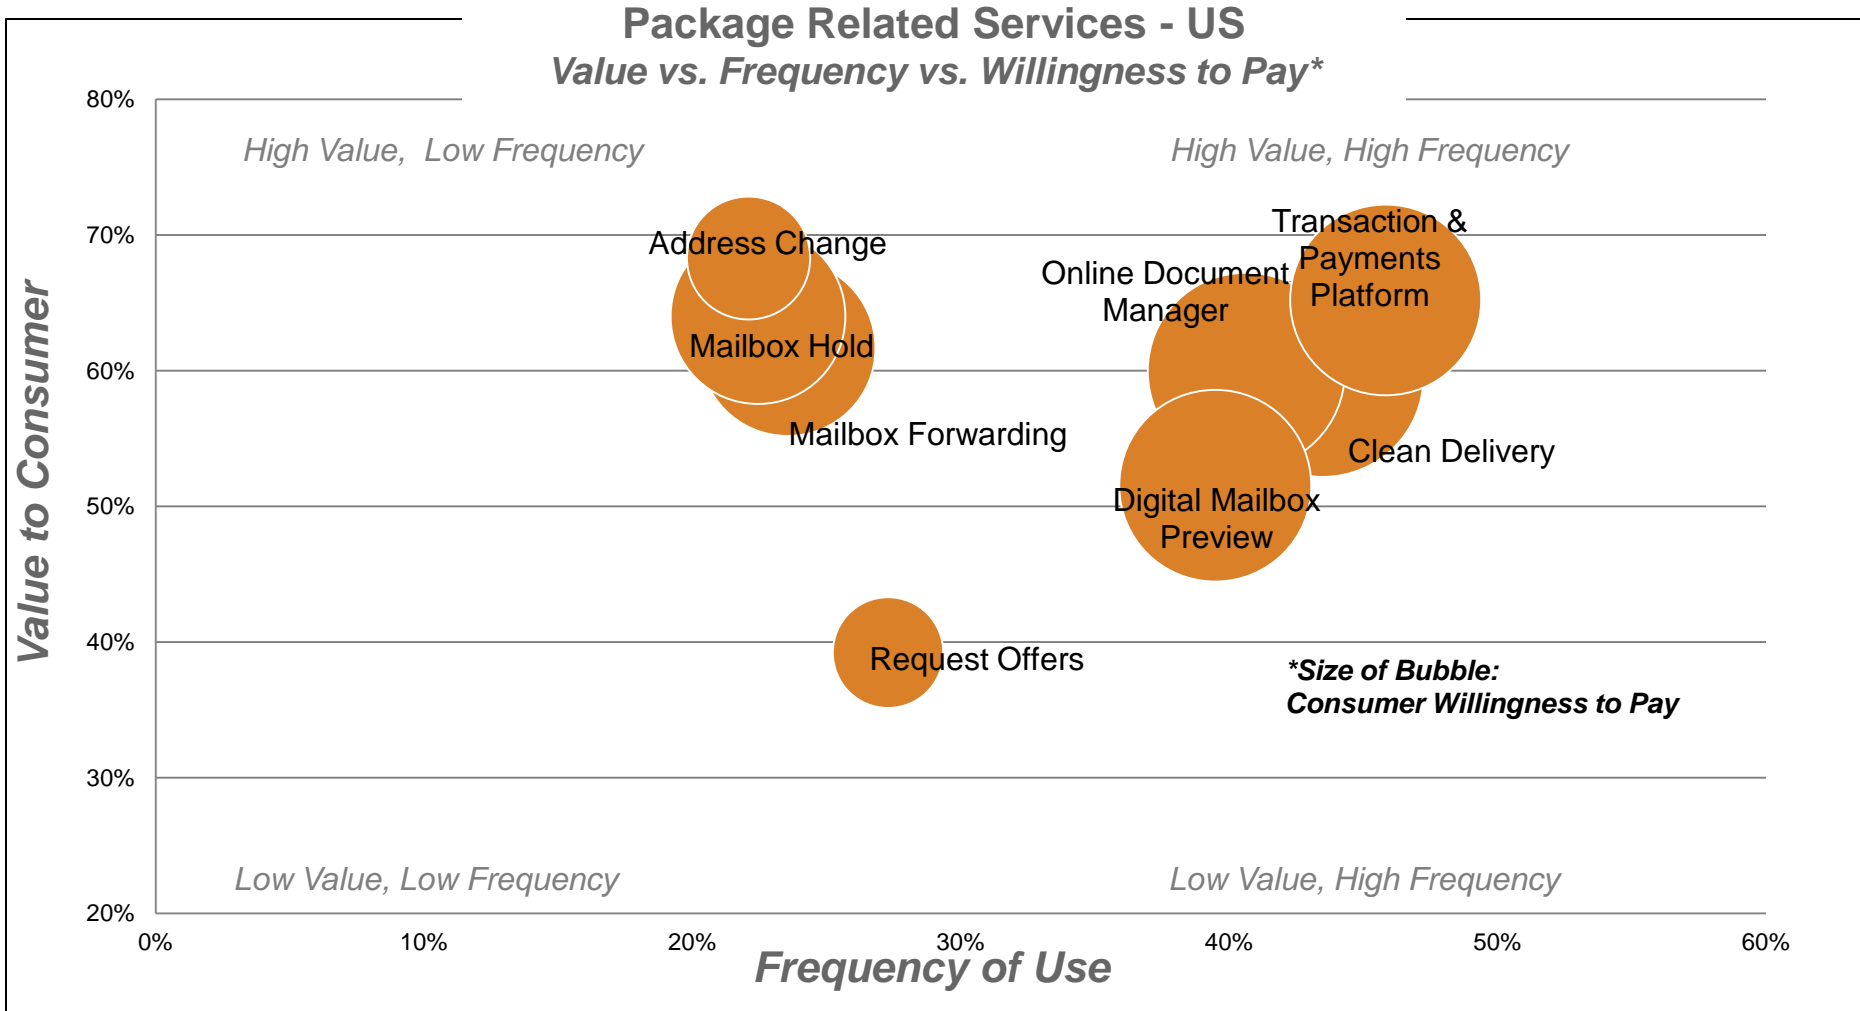 Package Related Services - US
Value vs. Frequency vs. Willingness to Pay*
80%
High Value, Low Frequency
High Value, High Frequency
70%
Address Change
Transaction &
Payments
Platform
Online Document
Manager
60%
Mailbox Hold
Mailbox Forwarding
Clean Delivery
50%
Digital Mailbox
Preview
40%
Request Offers
*Size of Bubble:
Consumer Willingness to Pay
30%
Low Value, Low Frequency
Low Value, High Frequency
20%
0% 10% 20% 30% 40% 50% 60%
Frequency of Use
Value to Consumer